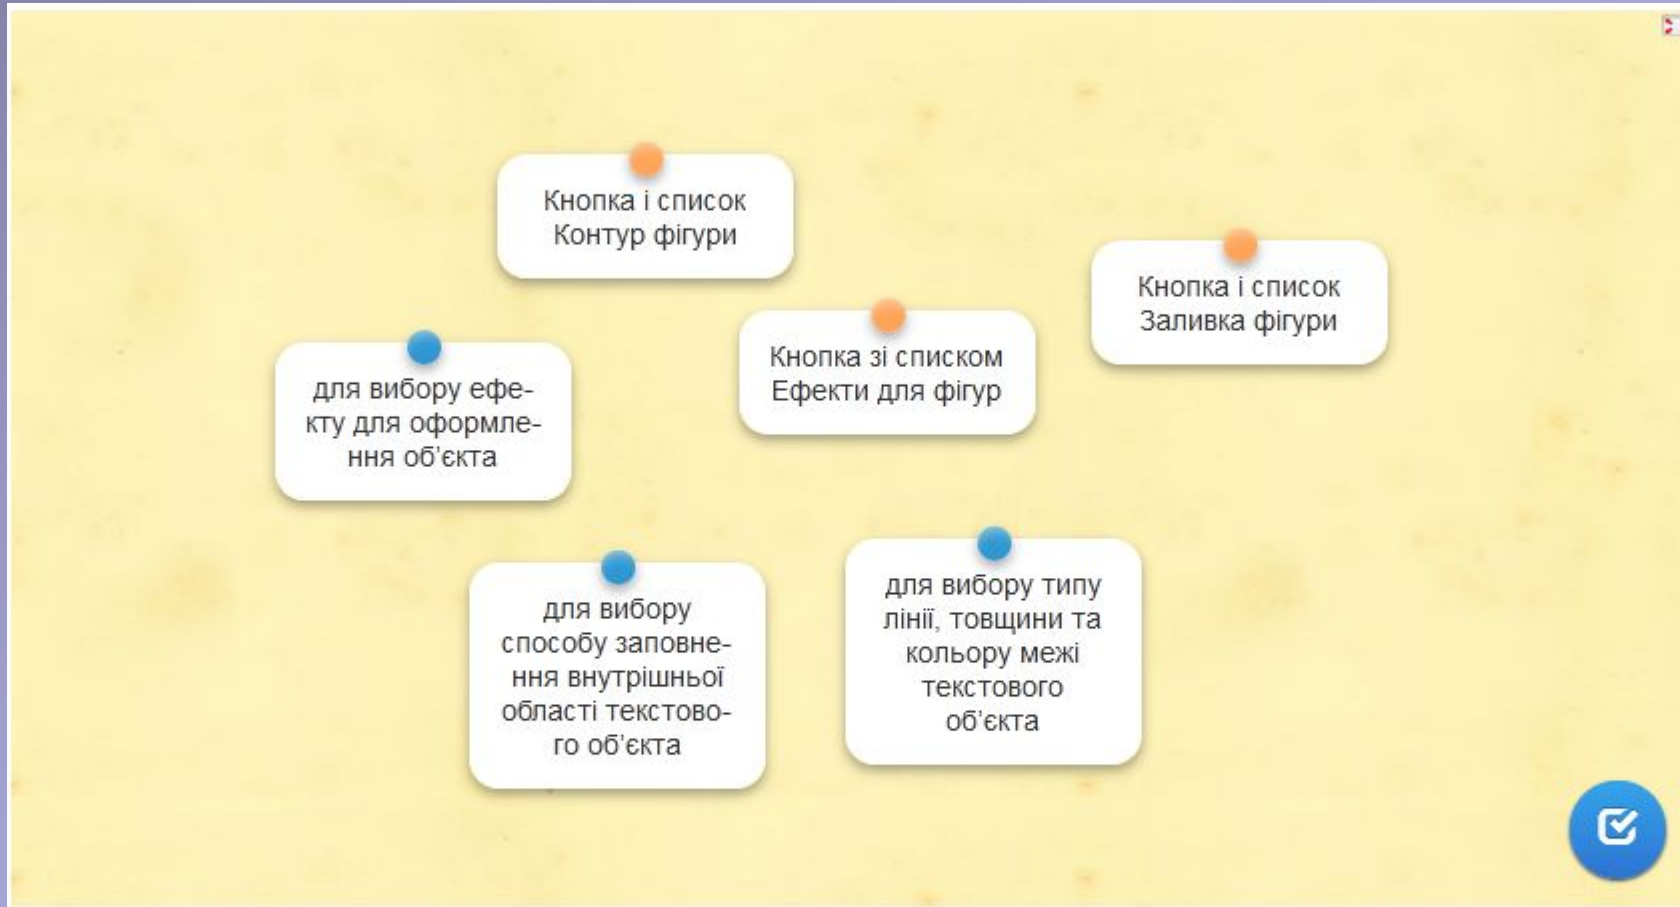 Кнопка і список
Контур фігури
Кнопка і список
Заливка фігури
Кнопка зі списком
Ефекти для фігур
для вибору ефе-
кту для оформле-
ння об'єкта
для вибору
способу заповне-
ння внутрішньої
області текстово-
го об'єкта
для вибору типу
лінії, товщини та
кольору межі
текстового
об'єкта